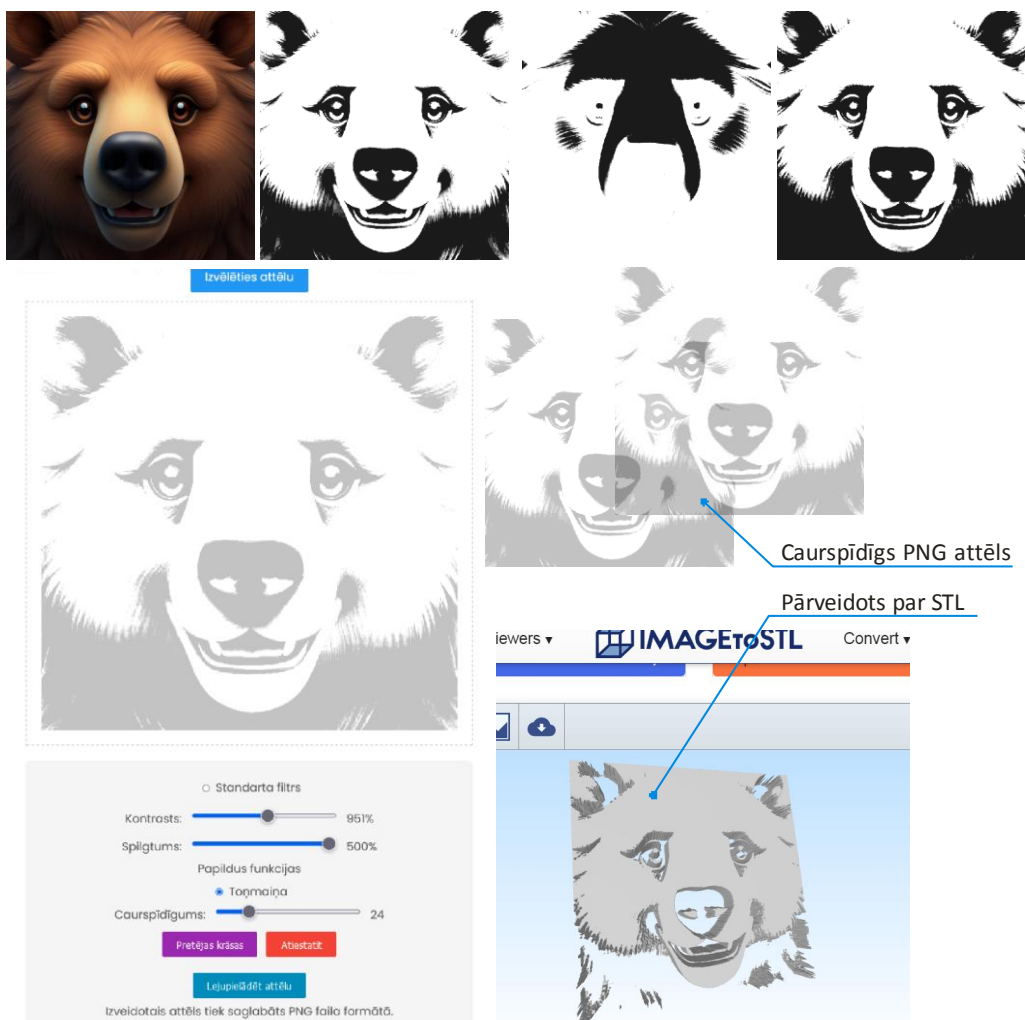 Izvēlēties attēlu
Caurspīdīgs PNG attēls
Pārveidots par STL
iewers ▾
IMAGEToSTL
Convert ▾
○ Standarta filtrs
Kontrasts: 951%
Spilgtums: 500%
Papildus funkcijas
Toņmaiņa
Caurspīdīgums: 24
Pretējas krāsas
Atiestatīt
Lejupielādēt attēlu
Izveidotais attēls tiek saglabāts PNG faila formātā.